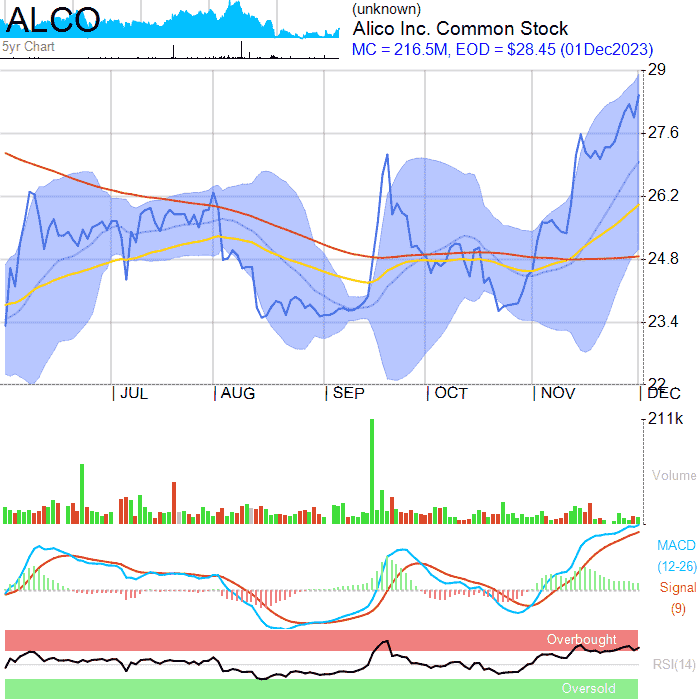 ALCO
5yr Chart
(unknown)
Alico Inc. Common Stock
MC = 216.5M, EOD = $28.45 (01Dec2023)
29
27.6
26.2
24.8
23.4
22
JUL
AUG
SEP
OCT
NOV
DEC
211k
Volume
MACD
(12-26)
Signal
(9)
Overbought
RSI(14)
Oversold